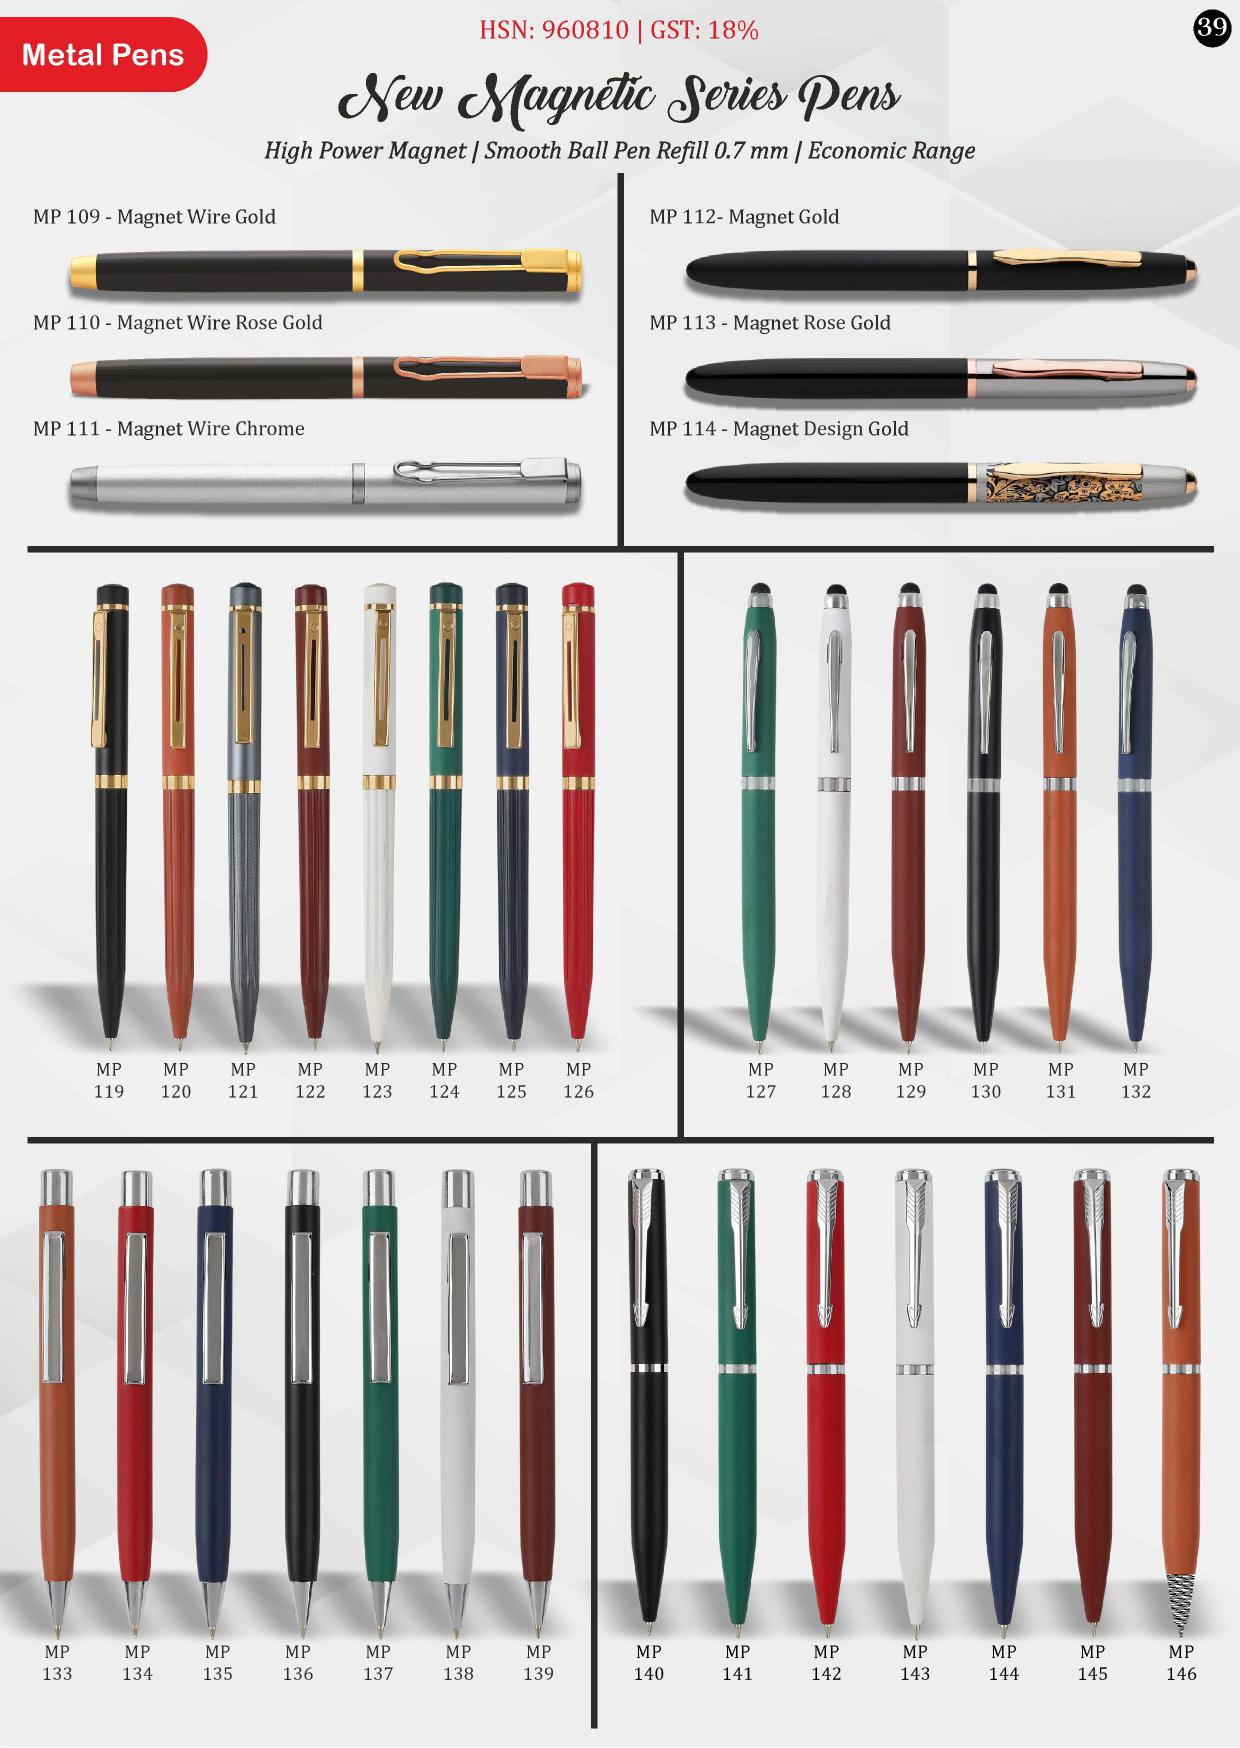 HSN: 960810 | GST: 18%
39
Metal Pens
New Magnetic Series Pens
High Power Magnet | Smooth Ball Pen Refill 0.7 mm | Economic Range
MP 109 - Magnet Wire Gold
MP 110 - Magnet Wire Rose Gold
MP 111 - Magnet Wire Chrome
MP 112- Magnet Gold
MP 113 - Magnet Rose Gold
MP 114 - Magnet Design Gold
MP MP MP MP MP MP MP MP
119 120 121 122 123 124 125 126
MP MP MP MP MP MP
127 128 129 130 131 132
MP MP MP MP MP MP MP
133 134 135 136 137 138 139
MP MP MP MP MP MP MP
140 141 142 143 144 145 146